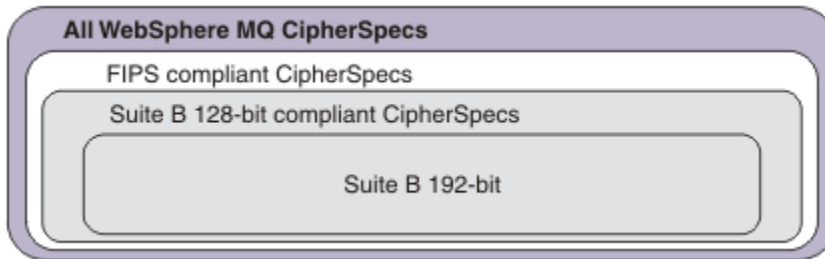 All WebSphere MQ CipherSpecs
FIPS compliant CipherSpecs
Suite B 128-bit compliant CipherSpecs
Suite B 192-bit